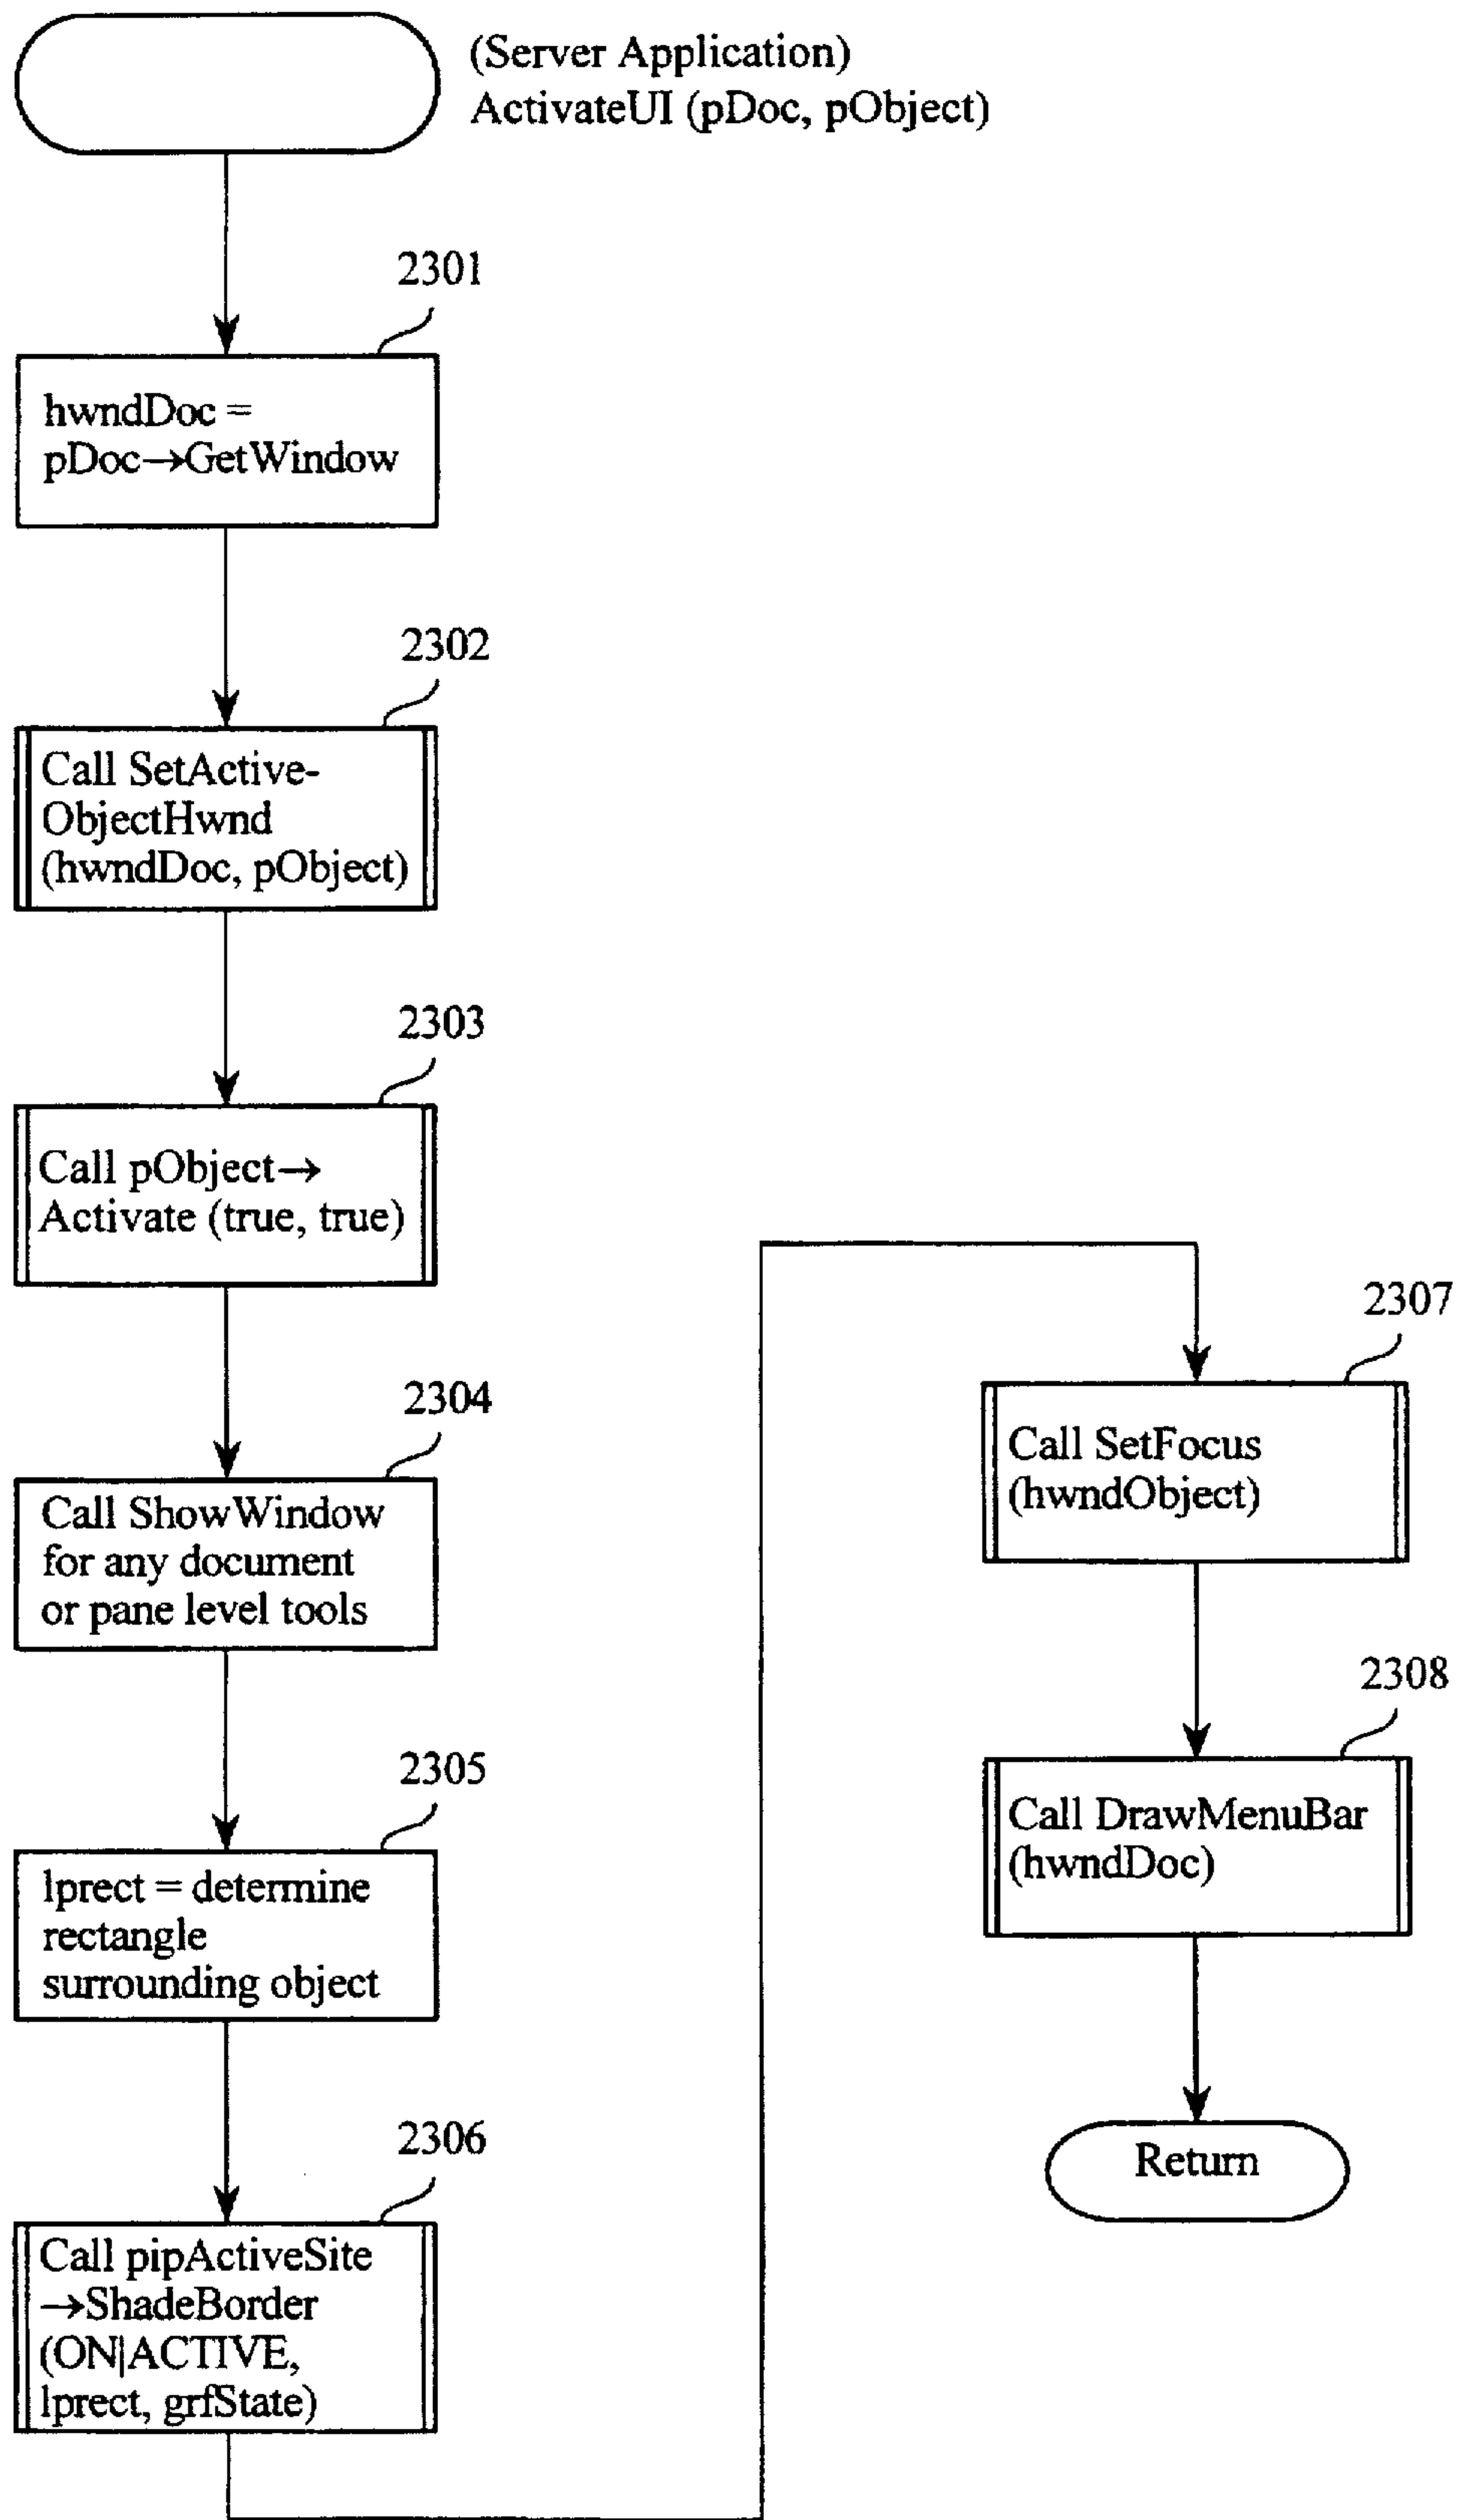 (Server Application)
ActivateUI (pDoc, pObject)
2301
hwndDoc =
pDoc→GetWindow
2302
Call SetActive-
ObjectHwnd
(hwndDoc, pObject)
2303
Call pObject→
Activate (true, true)
2304
Call ShowWindow
for any document
or pane level tools
2305
lprect = determine
rectangle
surrounding object
2306
Call pipActiveSite
→ShadeBorder
(ON|ACTIVE,
lprect, grfState)
2307
Call SetFocus
(hwndObject)
2308
Call DrawMenuBar
(hwndDoc)
Return